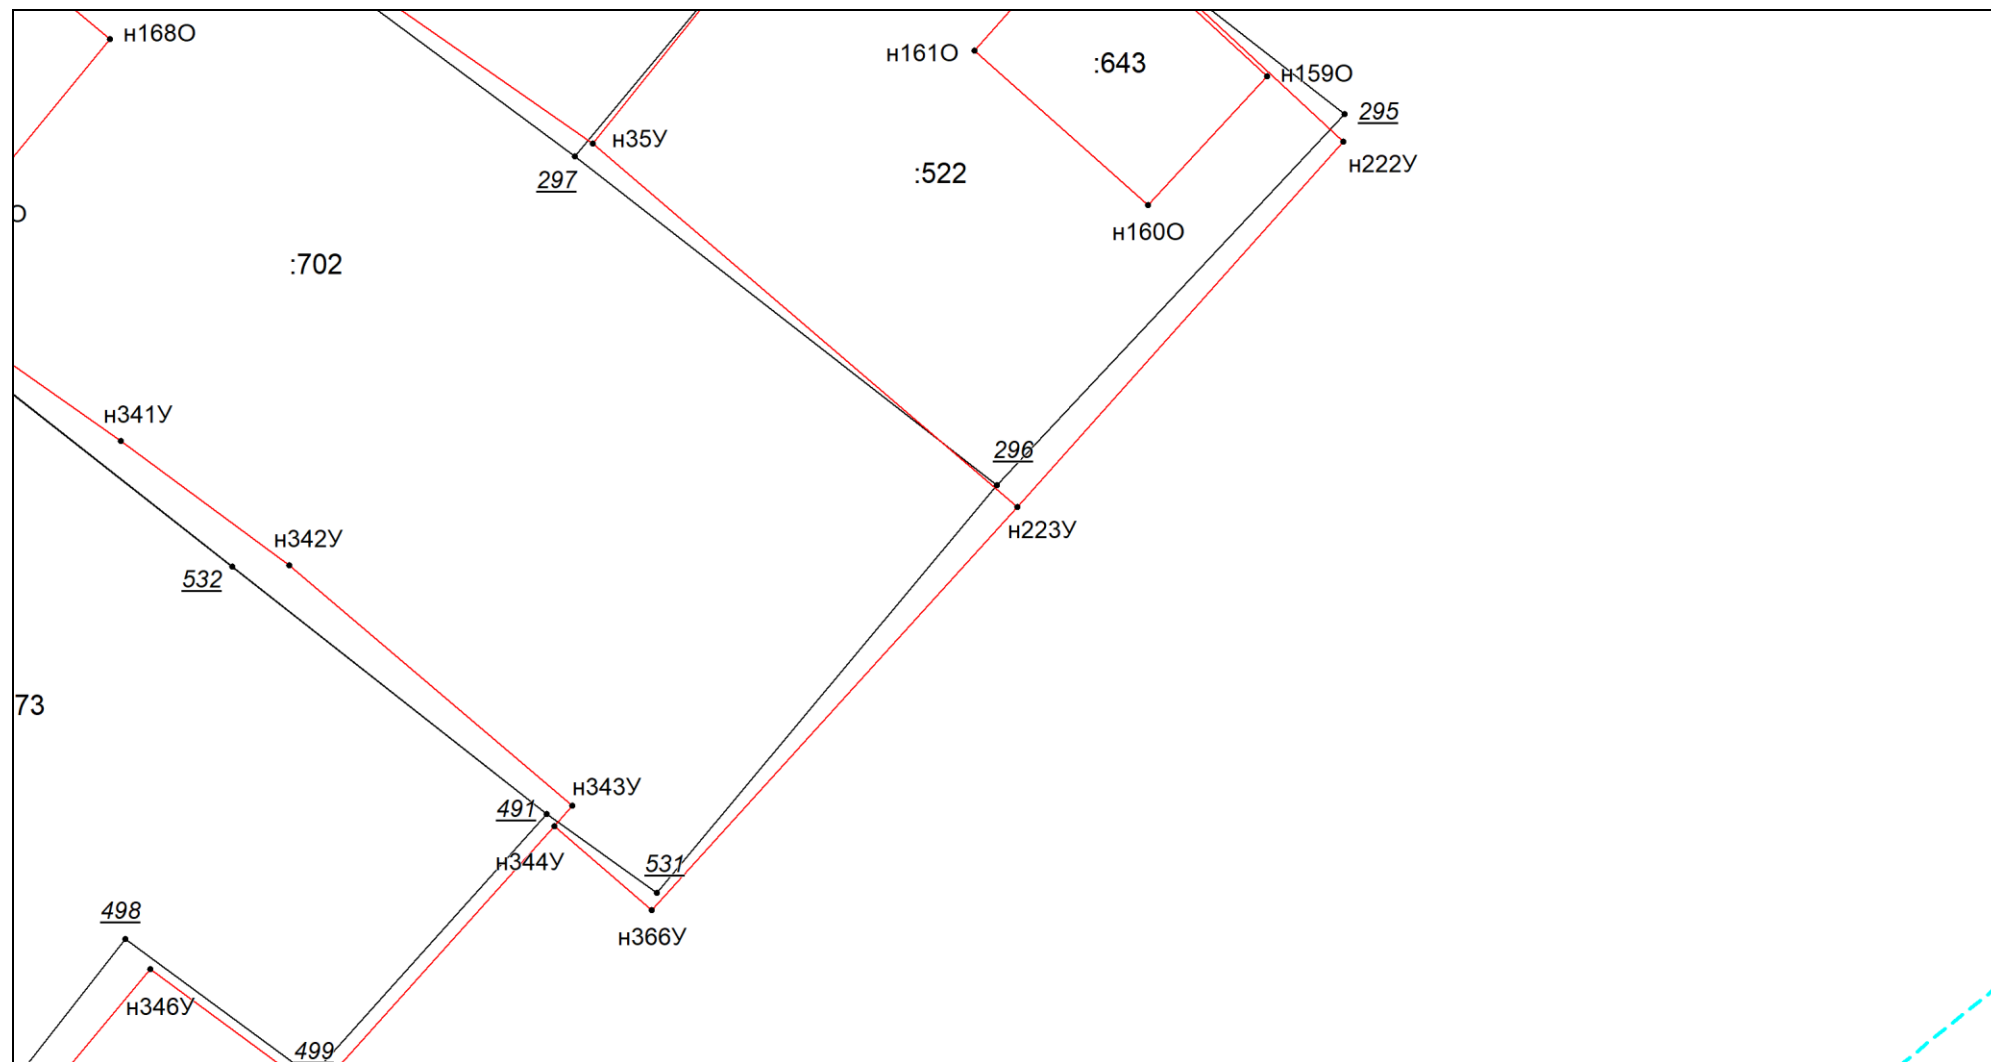 н168О
н161О
:643
н159О
295
н35У
н222У
297
:522
О
н160О
:702
н341У
296
н223У
н342У
532
73
н343У
491
н344У
531
498
н366У
н346У
499